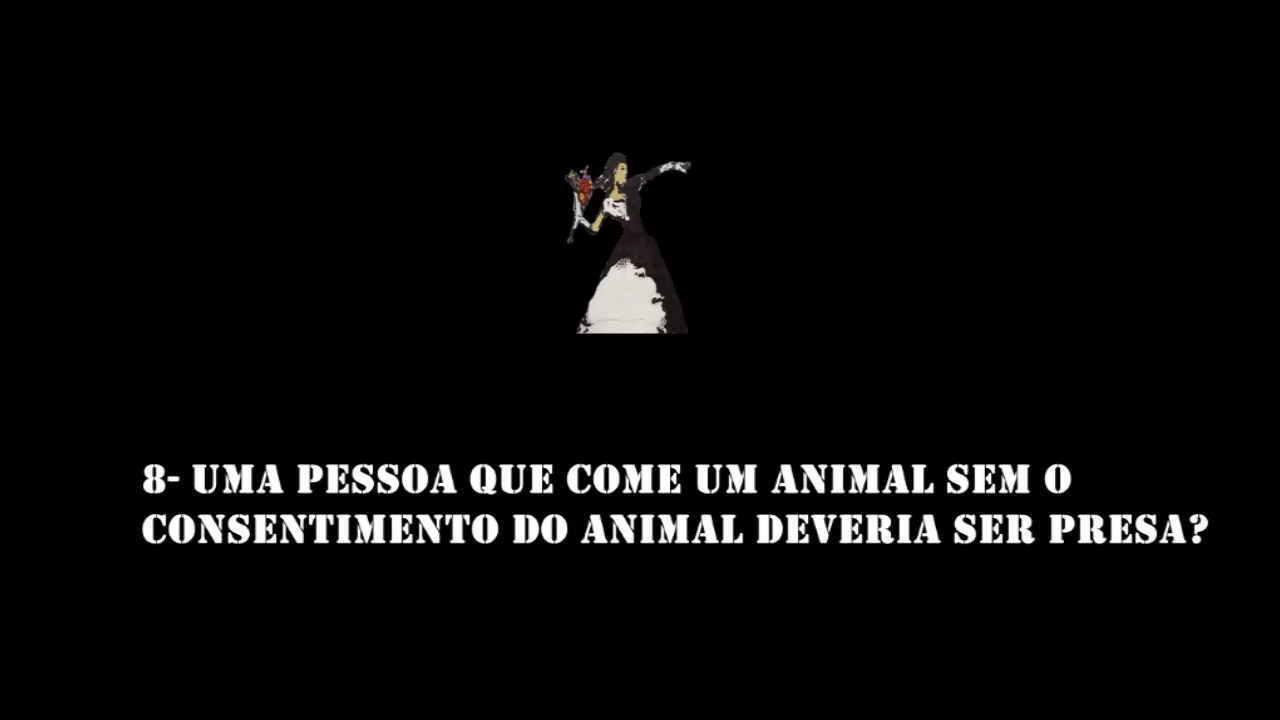 8- UMA PESSOA QUE COME UM ANIMAL SEM O
CONSENTIMENTO DO ANIMAL DEVERIA SER PRESA?